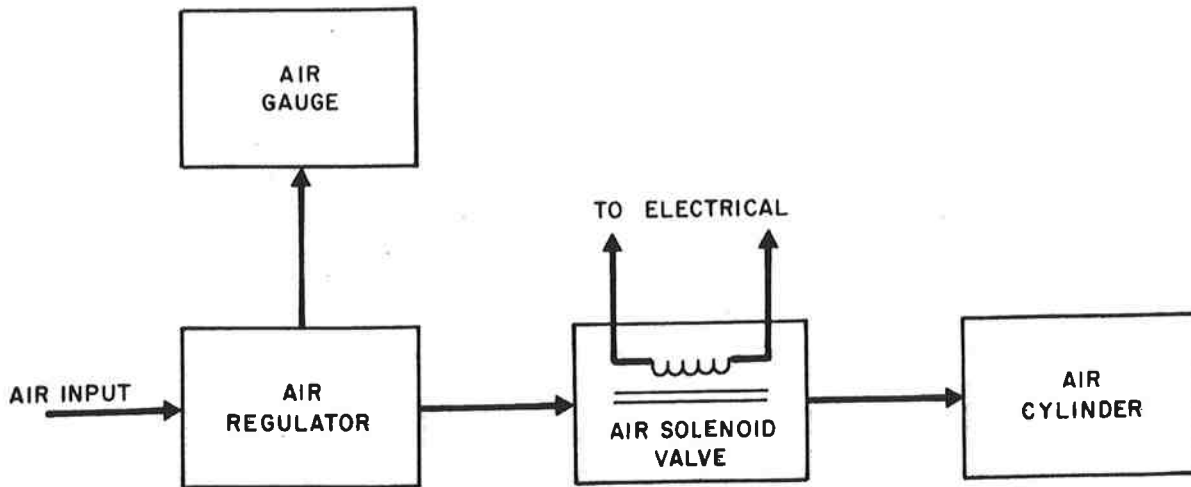 AIR
GAUGE
TO ELECTRICAL
AIR INPUT
AIR
REGULATOR
AIR SOLENOID
VALVE
AIR
CYLINDER